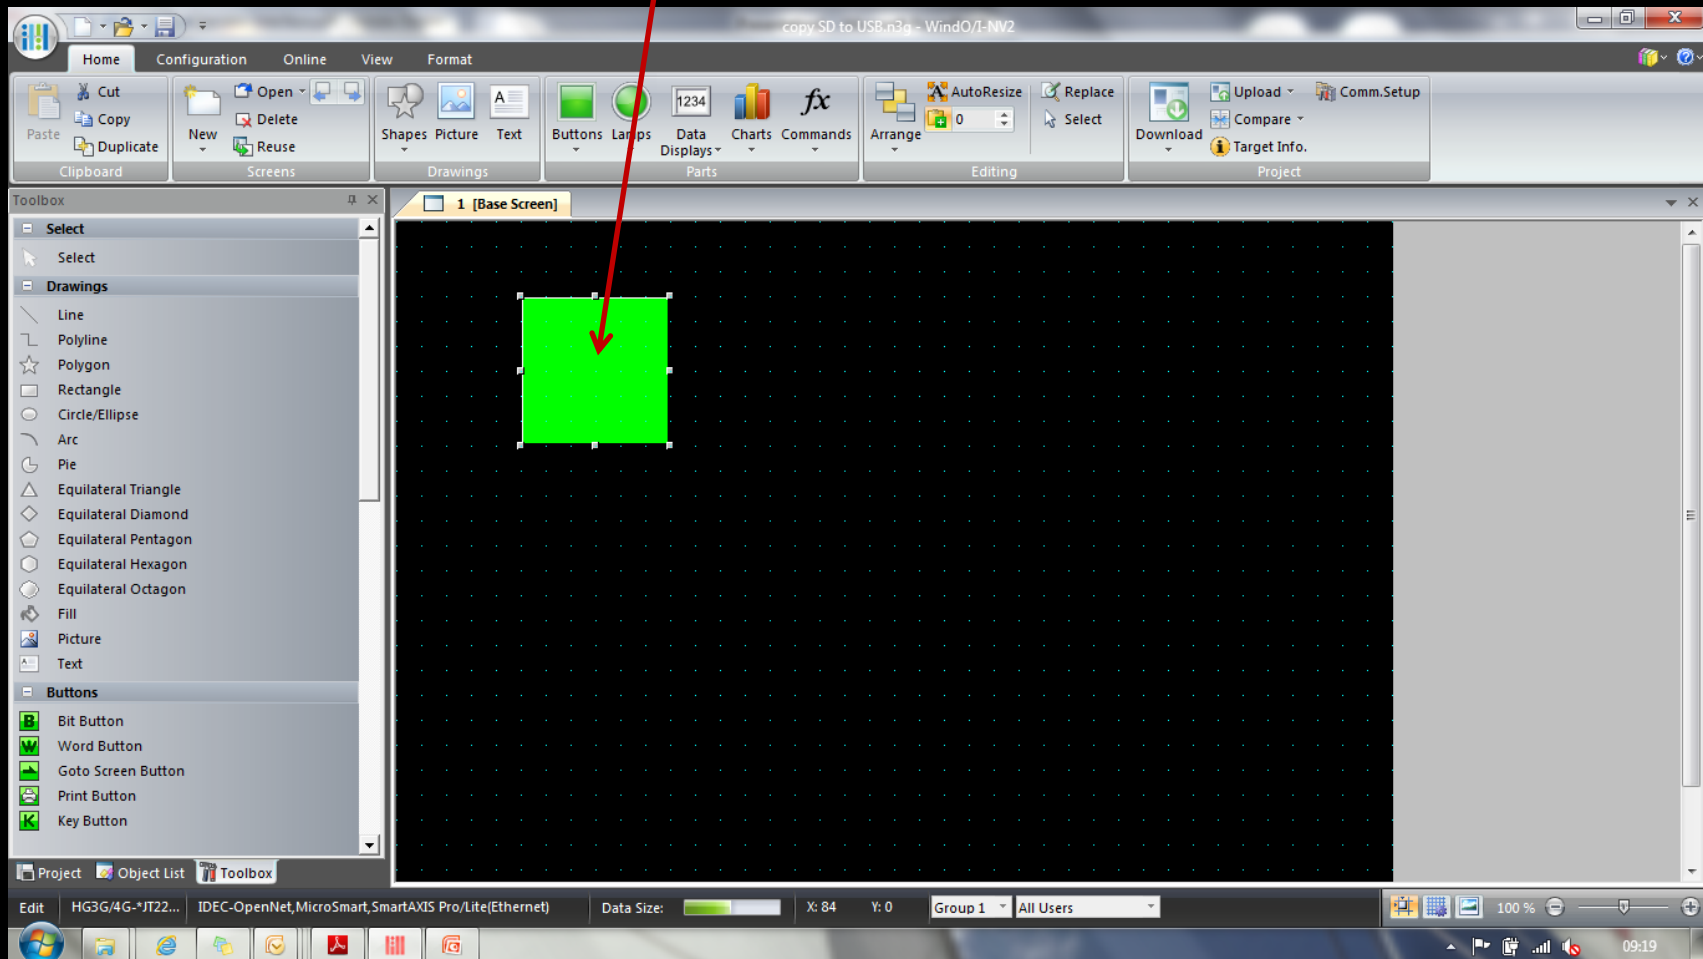 copy SD to USB.n3g - WindO/I-NV2
Home Configuration Online View Format
Cut
Copy
Duplicate
Paste
Clipboard
New
Open
Delete
Reuse
Screens
Shapes Picture Text
Drawings
1234
fx
Buttons Lamps Data Displays Charts Commands
Parts
Arrange
AutoResize
0
Replace
Select
Editing
Download
Upload
Compare
Target Info.
Comm.Setup
Project
Toolbox
1 [Base Screen]
Select
Select
Drawings
Line
Polyline
Polygon
Rectangle
Circle/Ellipse
Arc
Pie
Equilateral Triangle
Equilateral Diamond
Equilateral Pentagon
Equilateral Hexagon
Equilateral Octagon
Fill
Picture
Text
Buttons
B Bit Button
W Word Button
Goto Screen Button
Print Button
K Key Button
Project Object List Toolbox
Edit HG3G/4G-*JT22... IDEC-OpenNet,MicroSmart,SmartAXIS Pro/Lite(Ethernet) Data Size: X: 84 Y: 0 Group 1 All Users 100 %
09:19